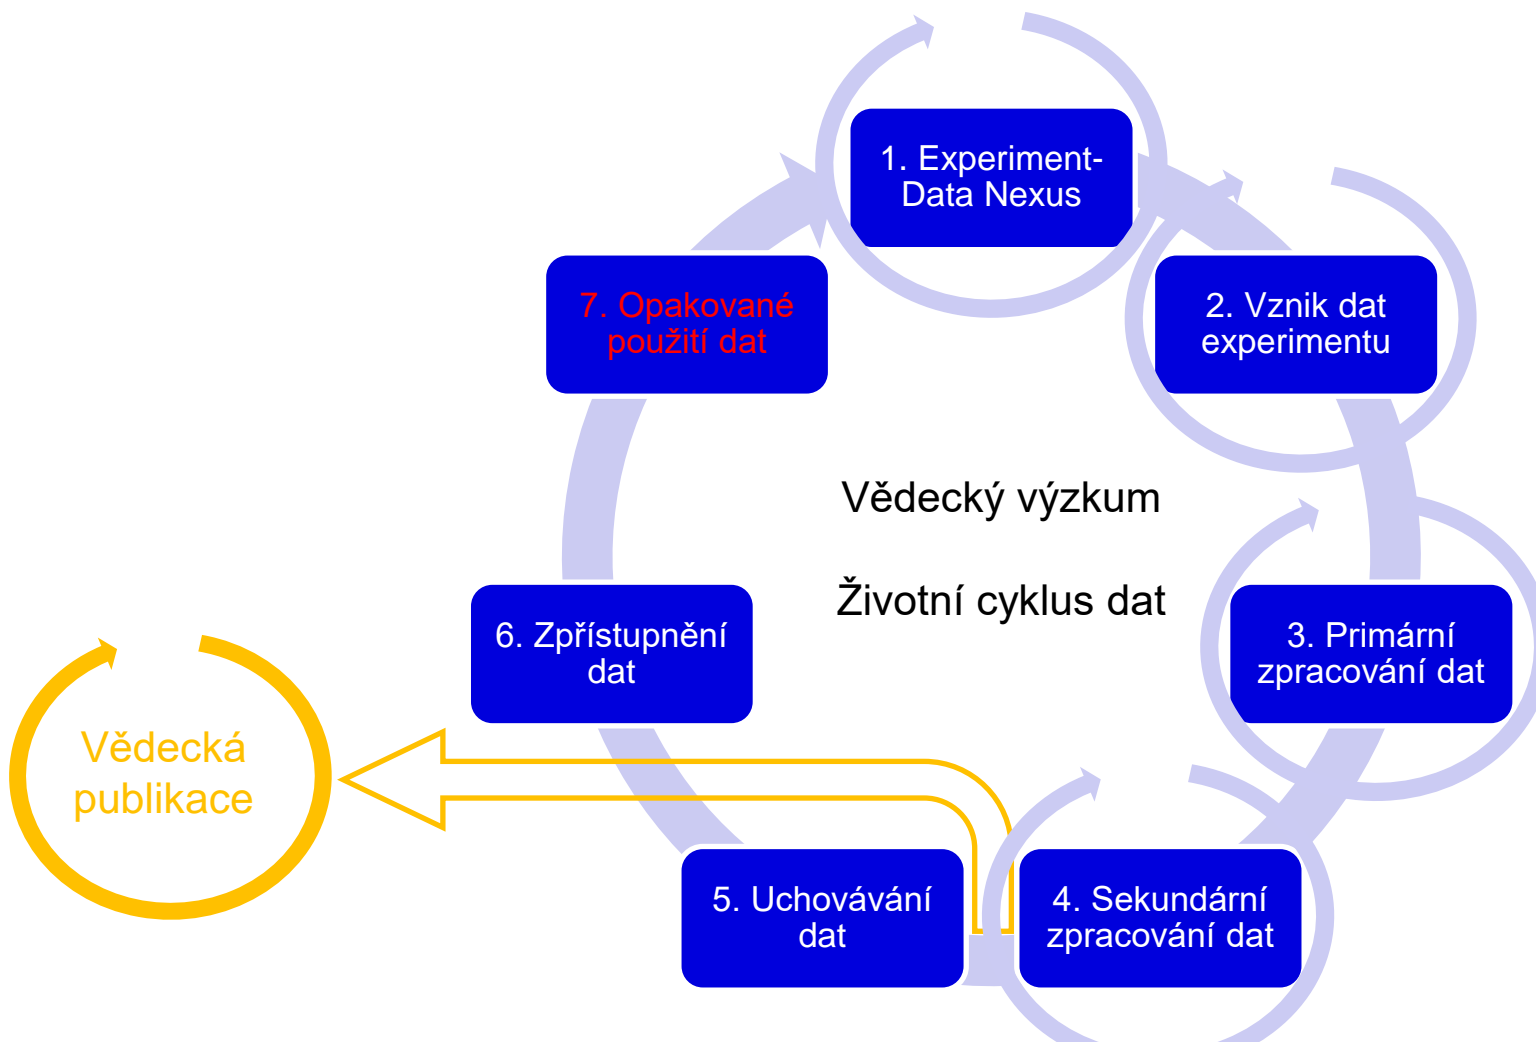 1. Experiment-
Data Nexus
2. Vznik dat
experimentu
3. Primární
zpracování dat
4. Sekundární
zpracování dat
5. Uchovávání
dat
6. Zpřístupnění
dat
7. Opakované
použití dat
Vědecký výzkum
Životní cyklus dat
Vědecká
publikace